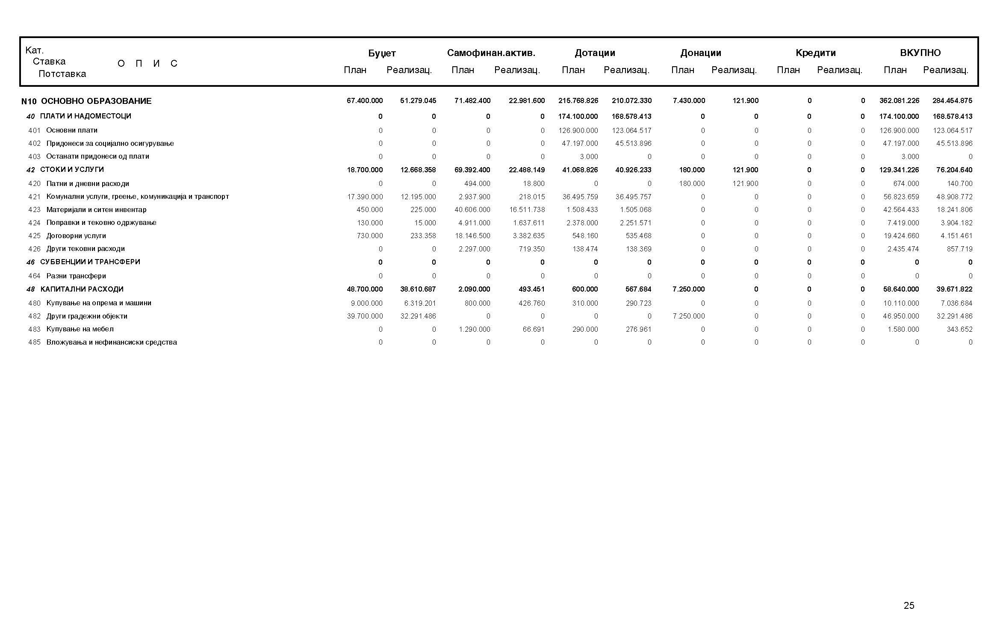 Кат.
Ставка
Потставка
О П И С
Буџет Самофинан.актив. Дотации Донации Кредити ВКУПНО
План Реализац. План Реализац. План Реализац. План Реализац. План Реализац. План Реализац.
N10 ОСНОВНО ОБРАЗОВАНИЕ 67.400.000 51.279.045 71.482.400 22.981.600 215.768.826 210.072.330 7.430.000 121.900 0 0 362.081.226 284.454.875
40 ПЛАТИ И НАДОМЕСТОЦИ 0 0 0 0 174.100.000 168.578.413 0 0 0 0 174.100.000 168.578.413
401 Основни плати 0 0 0 0 126.900.000 123.064.517 0 0 0 0 126.900.000 123.064.517
402 Придонеси за социјално осигурување 0 0 0 0 47.197.000 45.513.896 0 0 0 0 47.197.000 45.513.896
403 Останати придонеси од плати 0 0 0 0 3.000 0 0 0 0 0 3.000 0
42 СТОКИ И УСЛУГИ 18.700.000 12.668.358 69.392.400 22.488.149 41.068.826 40.926.233 180.000 121.900 0 0 129.341.226 76.204.640
420 Патни и дневни расходи 0 0 494.000 18.800 0 0 180.000 121.900 0 0 674.000 140.700
421 Комунални услуги, греење, комуникација и транспорт 17.390.000 12.195.000 2.937.900 218.015 36.495.759 36.495.757 0 0 0 0 56.823.659 48.908.772
423 Материјали и ситен инвентар 450.000 225.000 40.606.000 16.511.738 1.508.433 1.505.068 0 0 0 0 42.564.433 18.241.806
424 Поправки и тековно одржување 130.000 15.000 4.911.000 1.637.611 2.378.000 2.251.571 0 0 0 0 7.419.000 3.904.182
425 Договорни услуги 730.000 233.358 18.146.500 3.382.635 548.160 535.468 0 0 0 0 19.424.660 4.151.461
426 Други тековни расходи 0 0 2.297.000 719.350 138.474 138.369 0 0 0 0 2.435.474 857.719
46 СУБВЕНЦИИ И ТРАНСФЕРИ 0 0 0 0 0 0 0 0 0 0 0 0
464 Разни трансфери 0 0 0 0 0 0 0 0 0 0 0 0
48 КАПИТАЛНИ РАСХОДИ 48.700.000 38.610.687 2.090.000 493.451 600.000 567.684 7.250.000 0 0 0 58.640.000 39.671.822
480 Купување на опрема и машини 9.000.000 6.319.201 800.000 426.760 310.000 290.723 0 0 0 0 10.110.000 7.036.684
482 Други градежни објекти 39.700.000 32.291.486 0 0 0 0 7.250.000 0 0 0 46.950.000 32.291.486
483 Купување на мебел 0 0 1.290.000 66.691 290.000 276.961 0 0 0 0 1.580.000 343.652
485 Вложувања и нефинансиски средства 0 0 0 0 0 0 0 0 0 0 0 0
25